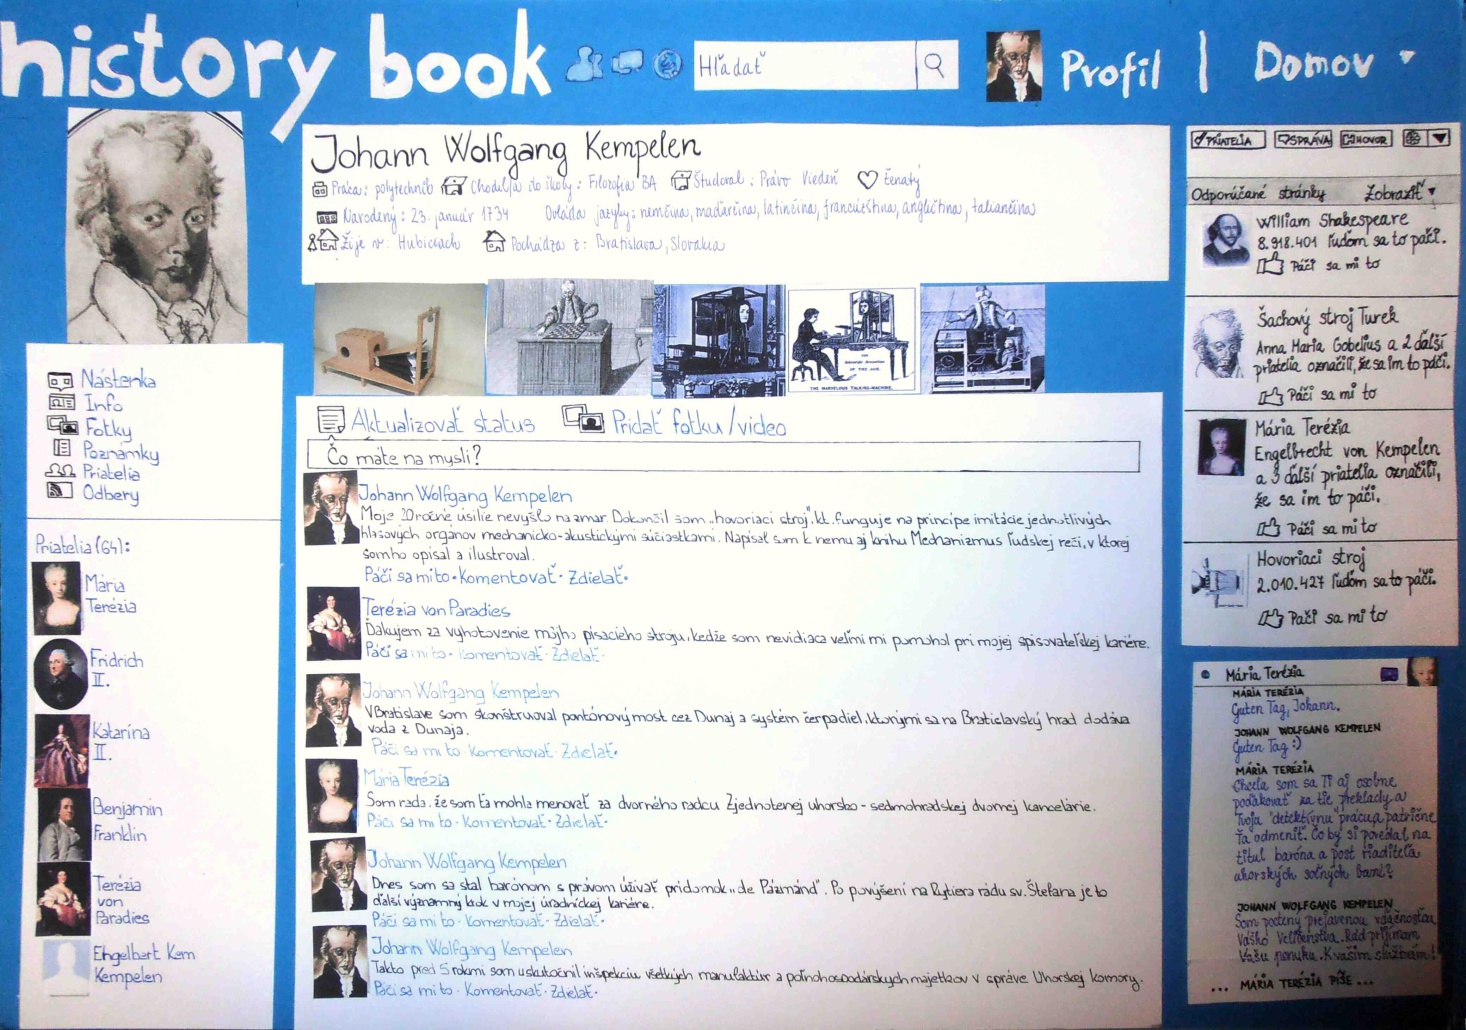 history book
Hľadať
Profil | Domov
Johann Wolfgang Kempelen
Práca: polytechnik Chodil/a do školy: Filozofia BA Študoval: Právo Viedeň Ženatý
Narodený: 23. január 1734 Ovláda jazyky: nemčina, maďarčina, latinčina, francúzština, angličtina, taliančina
Žije v: Hubiciach Pochádza z: Bratislava, Slovakia
THE MARVELOUS TALKING-MACHINE.
Nástenka
Info
Fotky
Poznámky
Priatelia
Odbery
Priatelia (64):
Mária
Terézia
Fridrich
II.
Katarína
II.
Benjamin
Franklin
Terézia
von
Paradies
Engelbert Kem
Kempelen
Aktualizovať status Pridať fotku/video
Čo máte na mysli?
Johann Wolfgang Kempelen
Moje 20ročné úsilie nevyšlo nazmar. Dokončil som „hovoriaci stroj", kt. funguje na princípe imitácie jednotlivých
hlasových orgánov mechanicko-akustickými súčiastkami. Napísal som k nemu aj knihu Mechanizmus ľudskej reči, v ktorej
somho opísal a ilustroval.
Páči sa mi to · Komentovať · Zdieľať ·
Terézia von Paradies
Ďakujem za vyhotovenie môjho písacieho stroju, kedže som nevidiaca veľmi mi pomohol pri mojej spisovateľskej kariére.
Páči sa mi to · Komentovať · Zdieľať ·
Johann Wolfgang Kempelen
V Bratislave som skonštruoval pontónový most cez Dunaj a systém čerpadiel, ktorými sa na Bratislavský hrad dodáva
voda z Dunaja.
Páči sa mi to · Komentovať · Zdieľať ·
Mária Terézia
Som rada, že som ťa mohla menovať za dvorného radcu Zjednotenej uhorsko-sedmohradskej dvornej kancelárie.
Páči sa mi to · Komentovať · Zdieľať ·
Johann Wolfgang Kempelen
Dnes som sa stal barónom s právom užívať prídomok „de Pázmánd". Po povýšení na Rytiera rádu sv. Štefana je to
ďalší významný krok v mojej úradníckej kariére.
Páči sa mi to · Komentovať · Zdieľať ·
Johann Wolfgang Kempelen
Takto pred 5 rokmi som uskutočnil inšpekciu všetkých manufaktúr a poľnohospodárskych majetkov v správe Uhorskej komory.
Páči sa mi to · Komentovať · Zdieľať ·
PRIATELIA SPRÁVA HOVOR
Odporúčané stránky Zobraziť
William Shakespeare
8.918.401 ľuďom sa to páči.
Páči sa mi to
Šachový stroj Turek
Anna Maria Gobelius a 2 ďalší
priatelia označili, že sa im to páči.
Páči sa mi to
Mária Terézia
Engelbrecht von Kempelen
a 3 ďalší priatelia označili,
že sa im to páči.
Páči sa mi to
Hovoriaci stroj
2.010.427 ľuďom sa to páči.
Páči sa mi to
Mária Terézia
MÁRIA TERÉZIA
Guten Tag, Johann.
JOHANN WOLFGANG KEMPELEN
Guten Tag :)
MÁRIA TERÉZIA
Chcela som sa Ti aj osobne
poďakovať za tie preklady a
Tvoja "detektívnu" prácu a patrične
Ťa odmeniť. Čo by si povedal na
titul baróna a post riaditeľa
uhorských soľných baní?
JOHANN WOLFGANG KEMPELEN
Som poctený prejavenou vďačnosťou
Vášho Veličenstva. Rád prijímam
Vašu ponuku. K vašim službám!
... MÁRIA TERÉZIA PÍŠE ...